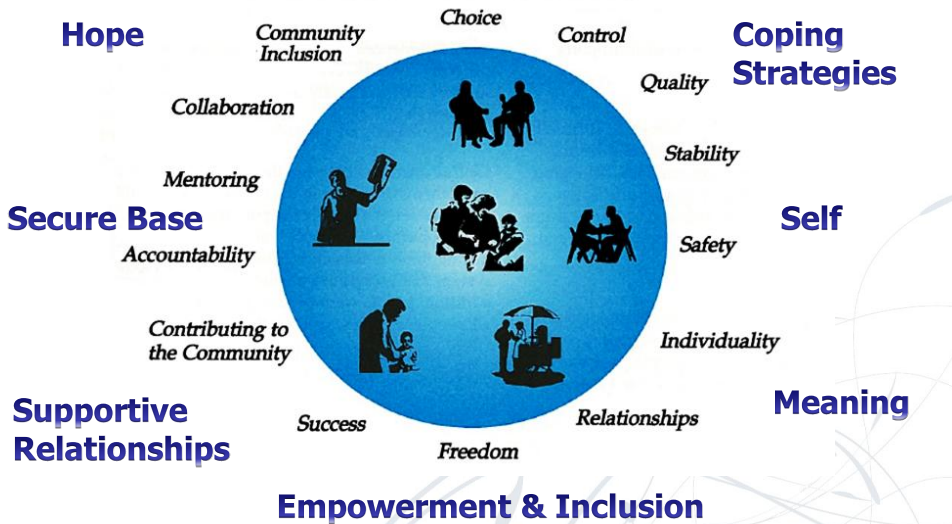 Hope
Community
Inclusion
Choice
Control
Coping
Strategies
Quality
Collaboration
Stability
Mentoring
Secure Base
Self
Accountability
Safety
Contributing to
the Community
Individuality
Supportive
Relationships
Success
Relationships
Meaning
Freedom
Empowerment & Inclusion